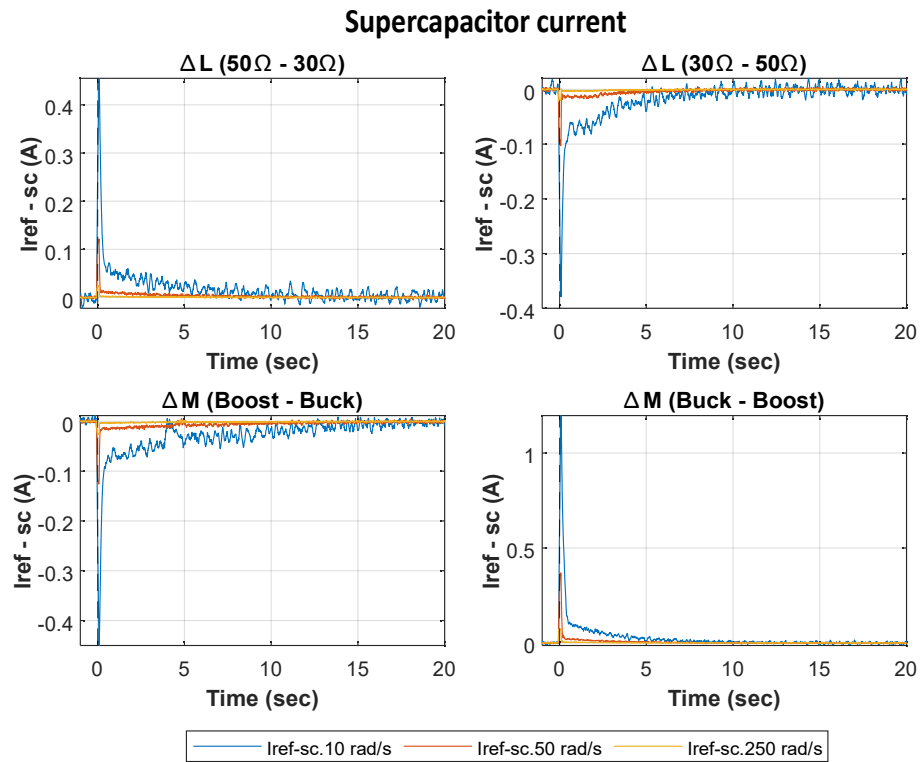 Supercapacitor current
ΔL (50Ω - 30Ω)
Iref - sc (A)
0.4
0.3
0.2
0.1
0
0 5 10 15 20
Time (sec)
ΔL (30Ω - 50Ω)
Iref - sc (A)
0
-0.1
-0.2
-0.3
-0.4
0 5 10 15 20
Time (sec)
ΔM (Boost - Buck)
Iref - sc (A)
0
-0.1
-0.2
-0.3
-0.4
0 5 10 15 20
Time (sec)
ΔM (Buck - Boost)
Iref - sc (A)
1
0.5
0
0 5 10 15 20
Time (sec)
Iref-sc.10 rad/s Iref-sc.50 rad/s Iref-sc.250 rad/s